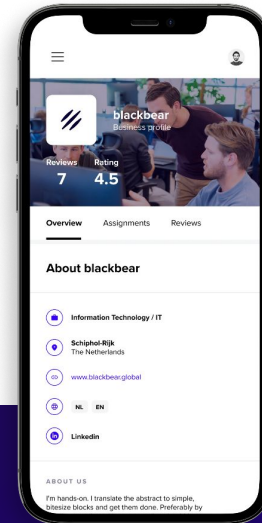 blackbear
Business profile
Reviews Rating
7 4.5
Overview Assignments Reviews
About blackbear
Information Technology / IT
Schiphol-Rijk
The Netherlands
www.blackbear.global
NL EN
Linkedin
ABOUT US
I'm hands-on. I translate the abstract to simple,
bitesize blocks and get them done. Preferably by